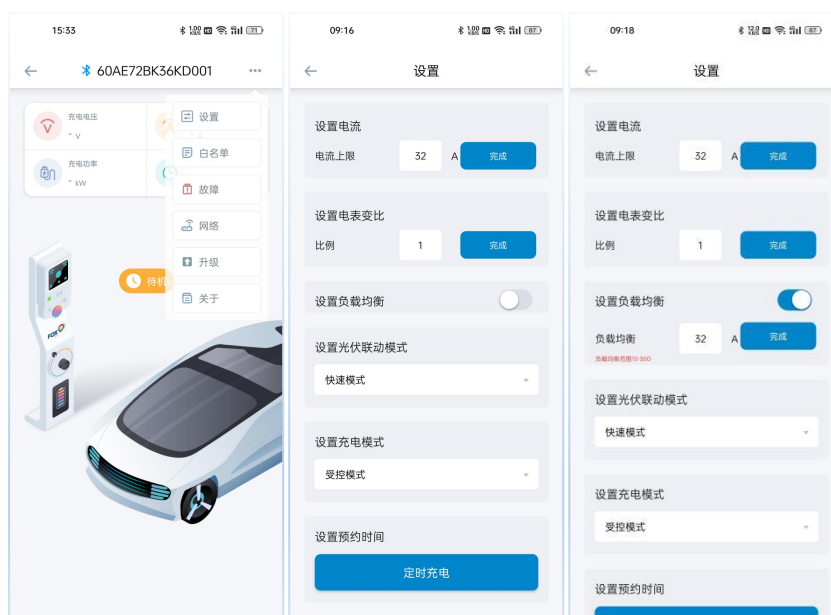 15:33
71
60AE72BK36KD001
充电电压
- V
设置
白名单
充电功率
- kW
故障
网络
升级
待机
关于
FOX
09:16
87
设置
设置电流
电流上限 32 A 完成
设置电表变比
比例 1 完成
设置负载均衡
设置光伏联动模式
快速模式
设置充电模式
受控模式
设置预约时间
定时充电
09:18
87
设置
设置电流
电流上限 32 A 完成
设置电表变比
比例 1 完成
设置负载均衡
负载均衡 32 A 完成
负载均衡范围10-300
设置光伏联动模式
快速模式
设置充电模式
受控模式
设置预约时间